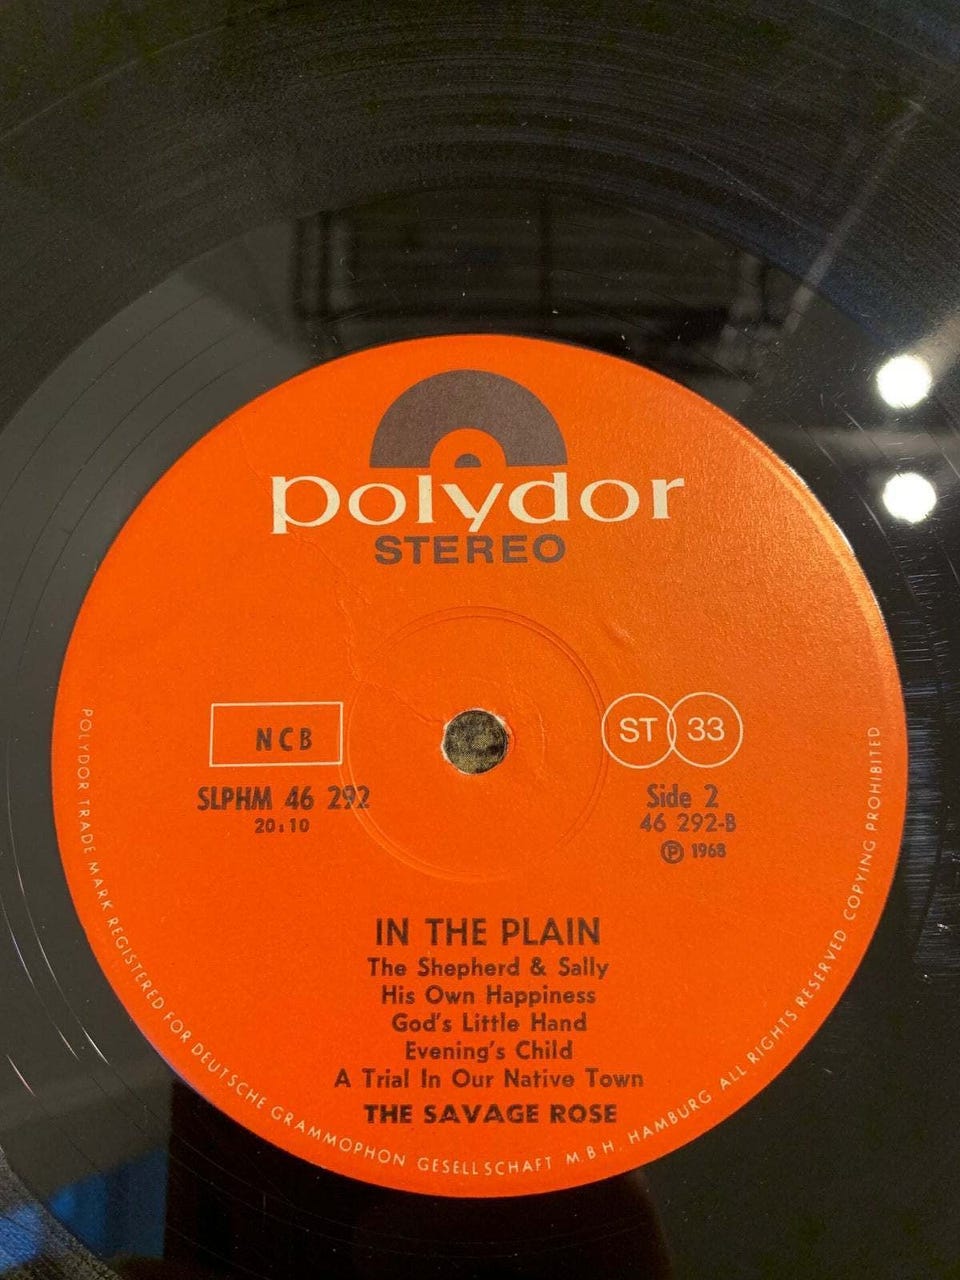 polydor
STEREO
NCB
SLPHM 46 292
20:10
ST 33
Side 2
46 292-B
Ⓟ 1968
IN THE PLAIN
The Shepherd & Sally
His Own Happiness
God's Little Hand
Evening's Child
A Trial In Our Native Town
THE SAVAGE ROSE
POLYDOR TRADE MARK REGISTERED FOR DEUTSCHE GRAMMOPHON GESELLSCHAFT M.B.H. HAMBURG ALL RIGHTS RESERVED COPYING PROHIBITED